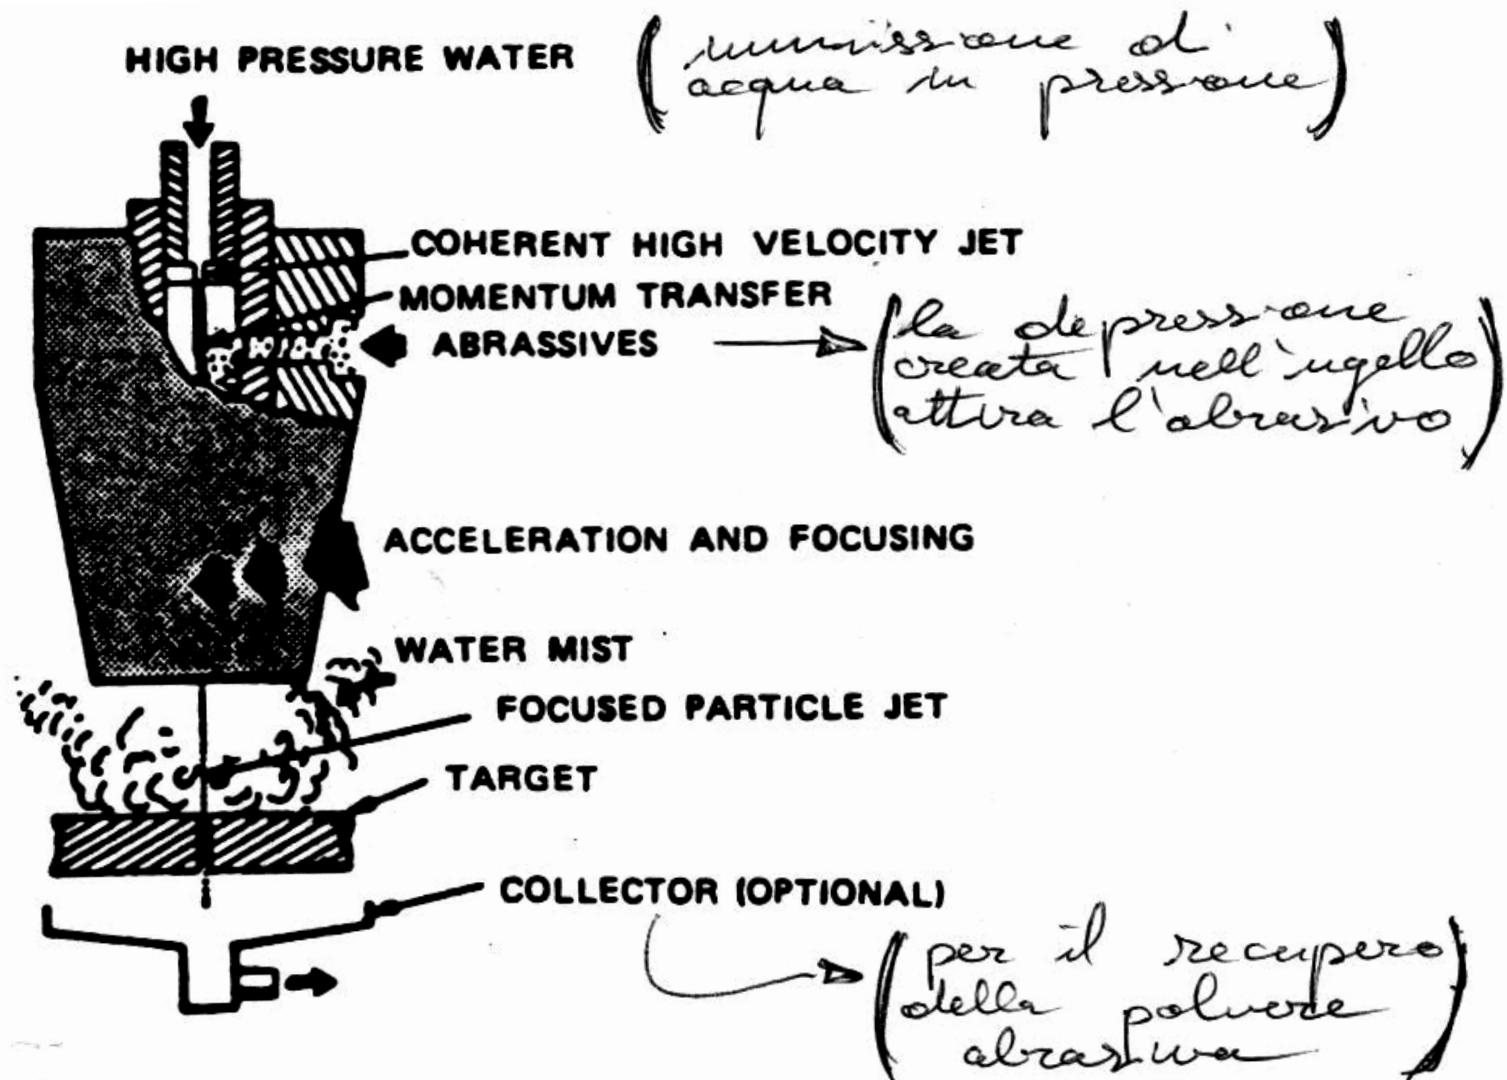 HIGH PRESSURE WATER
(immissione di
acqua in pressione)
COHERENT HIGH VELOCITY JET
MOMENTUM TRANSFER
ABRASSIVES
(la depressione
creata nell'ugello
attira l'abrasivo)
ACCELERATION AND FOCUSING
WATER MIST
FOCUSED PARTICLE JET
TARGET
COLLECTOR (OPTIONAL)
(per il recupero
della polvere
abrasiva